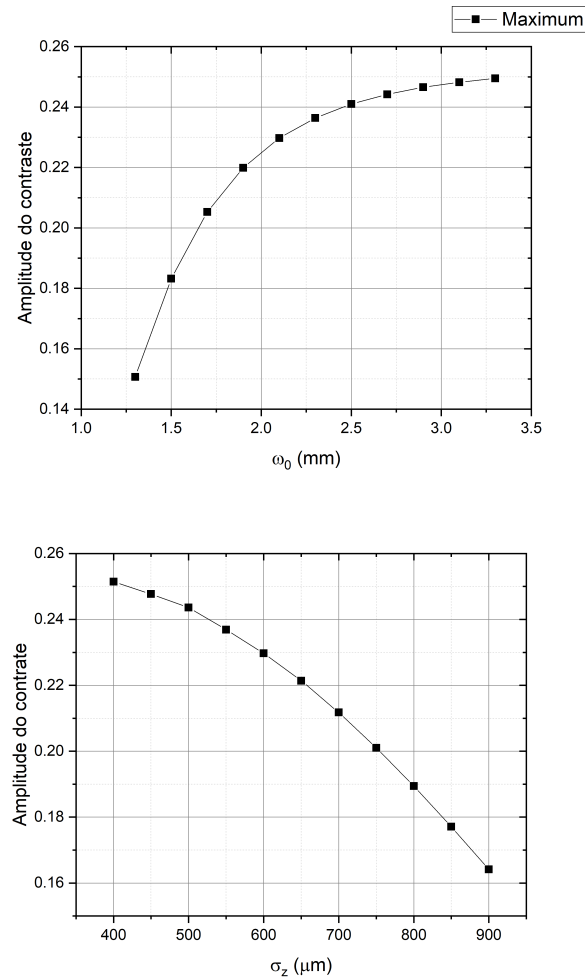 Maximum
0.26
0.24
0.22
0.20
0.18
0.16
0.14
Amplitude do contraste
1.0 1.5 2.0 2.5 3.0 3.5
ω0 (mm)
0.26
0.24
0.22
0.20
0.18
0.16
Amplitude do contrate
400 500 600 700 800 900
σz (μm)